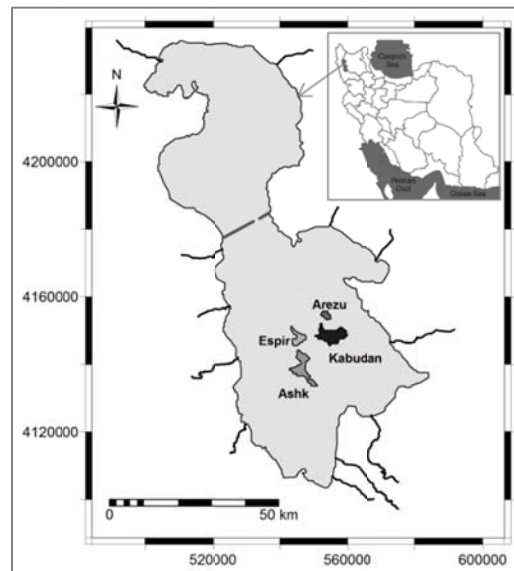 N
Caspian
Sea
Persian
Gulf
Oman Sea
4200000
4160000
4120000
Arezu
Espir
Kabudan
Ashk
0
50 km
520000
560000
600000